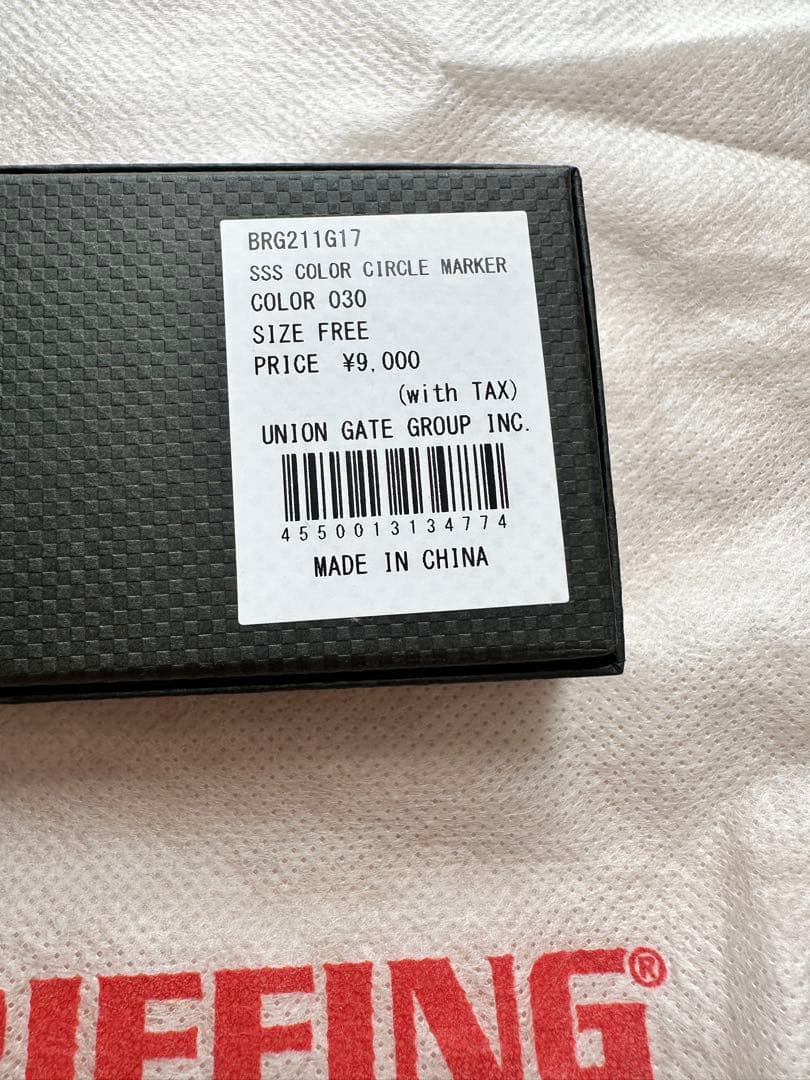 BRG211G17
SSS COLOR CIRCLE MARKER
COLOR 030
SIZE FREE
PRICE ¥9,000
(with TAX)
UNION GATE GROUP INC.
4550013134774
MADE IN CHINA
RIEFING®